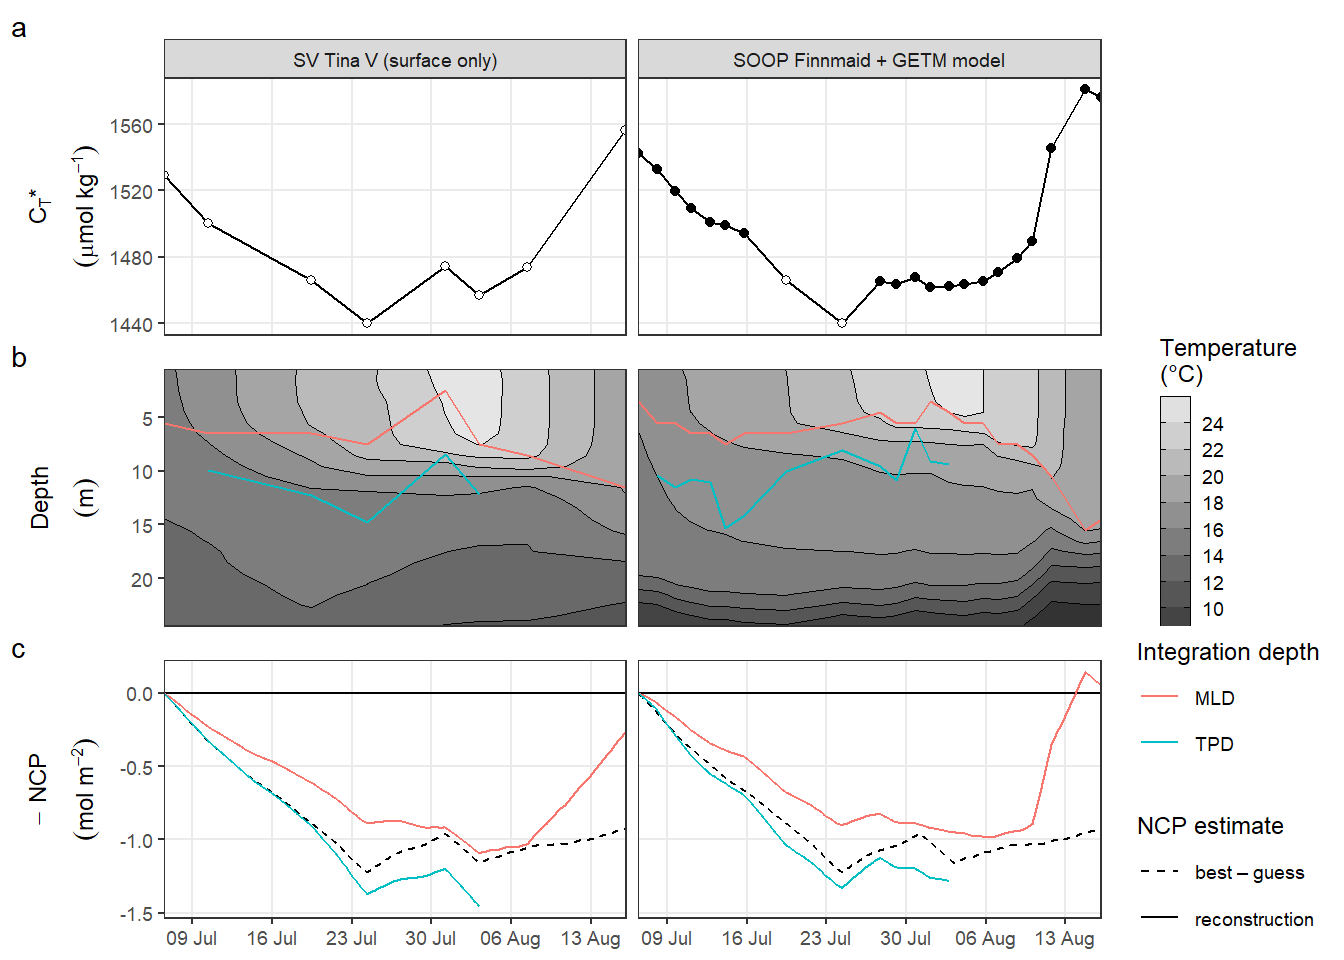 a
SV Tina V (surface only)
SOOP Finnmaid + GETM model
C_T*
(μmol kg⁻¹)
1560
1520
1480
1440
b
Depth
(m)
5
10
15
20
Temperature
(°C)
24
22
20
18
16
14
12
10
c
− NCP
(mol m⁻²)
0.0
-0.5
-1.0
-1.5
09 Jul
16 Jul
23 Jul
30 Jul
06 Aug
13 Aug
09 Jul
16 Jul
23 Jul
30 Jul
06 Aug
13 Aug
Integration depth
MLD
TPD
NCP estimate
best – guess
reconstruction